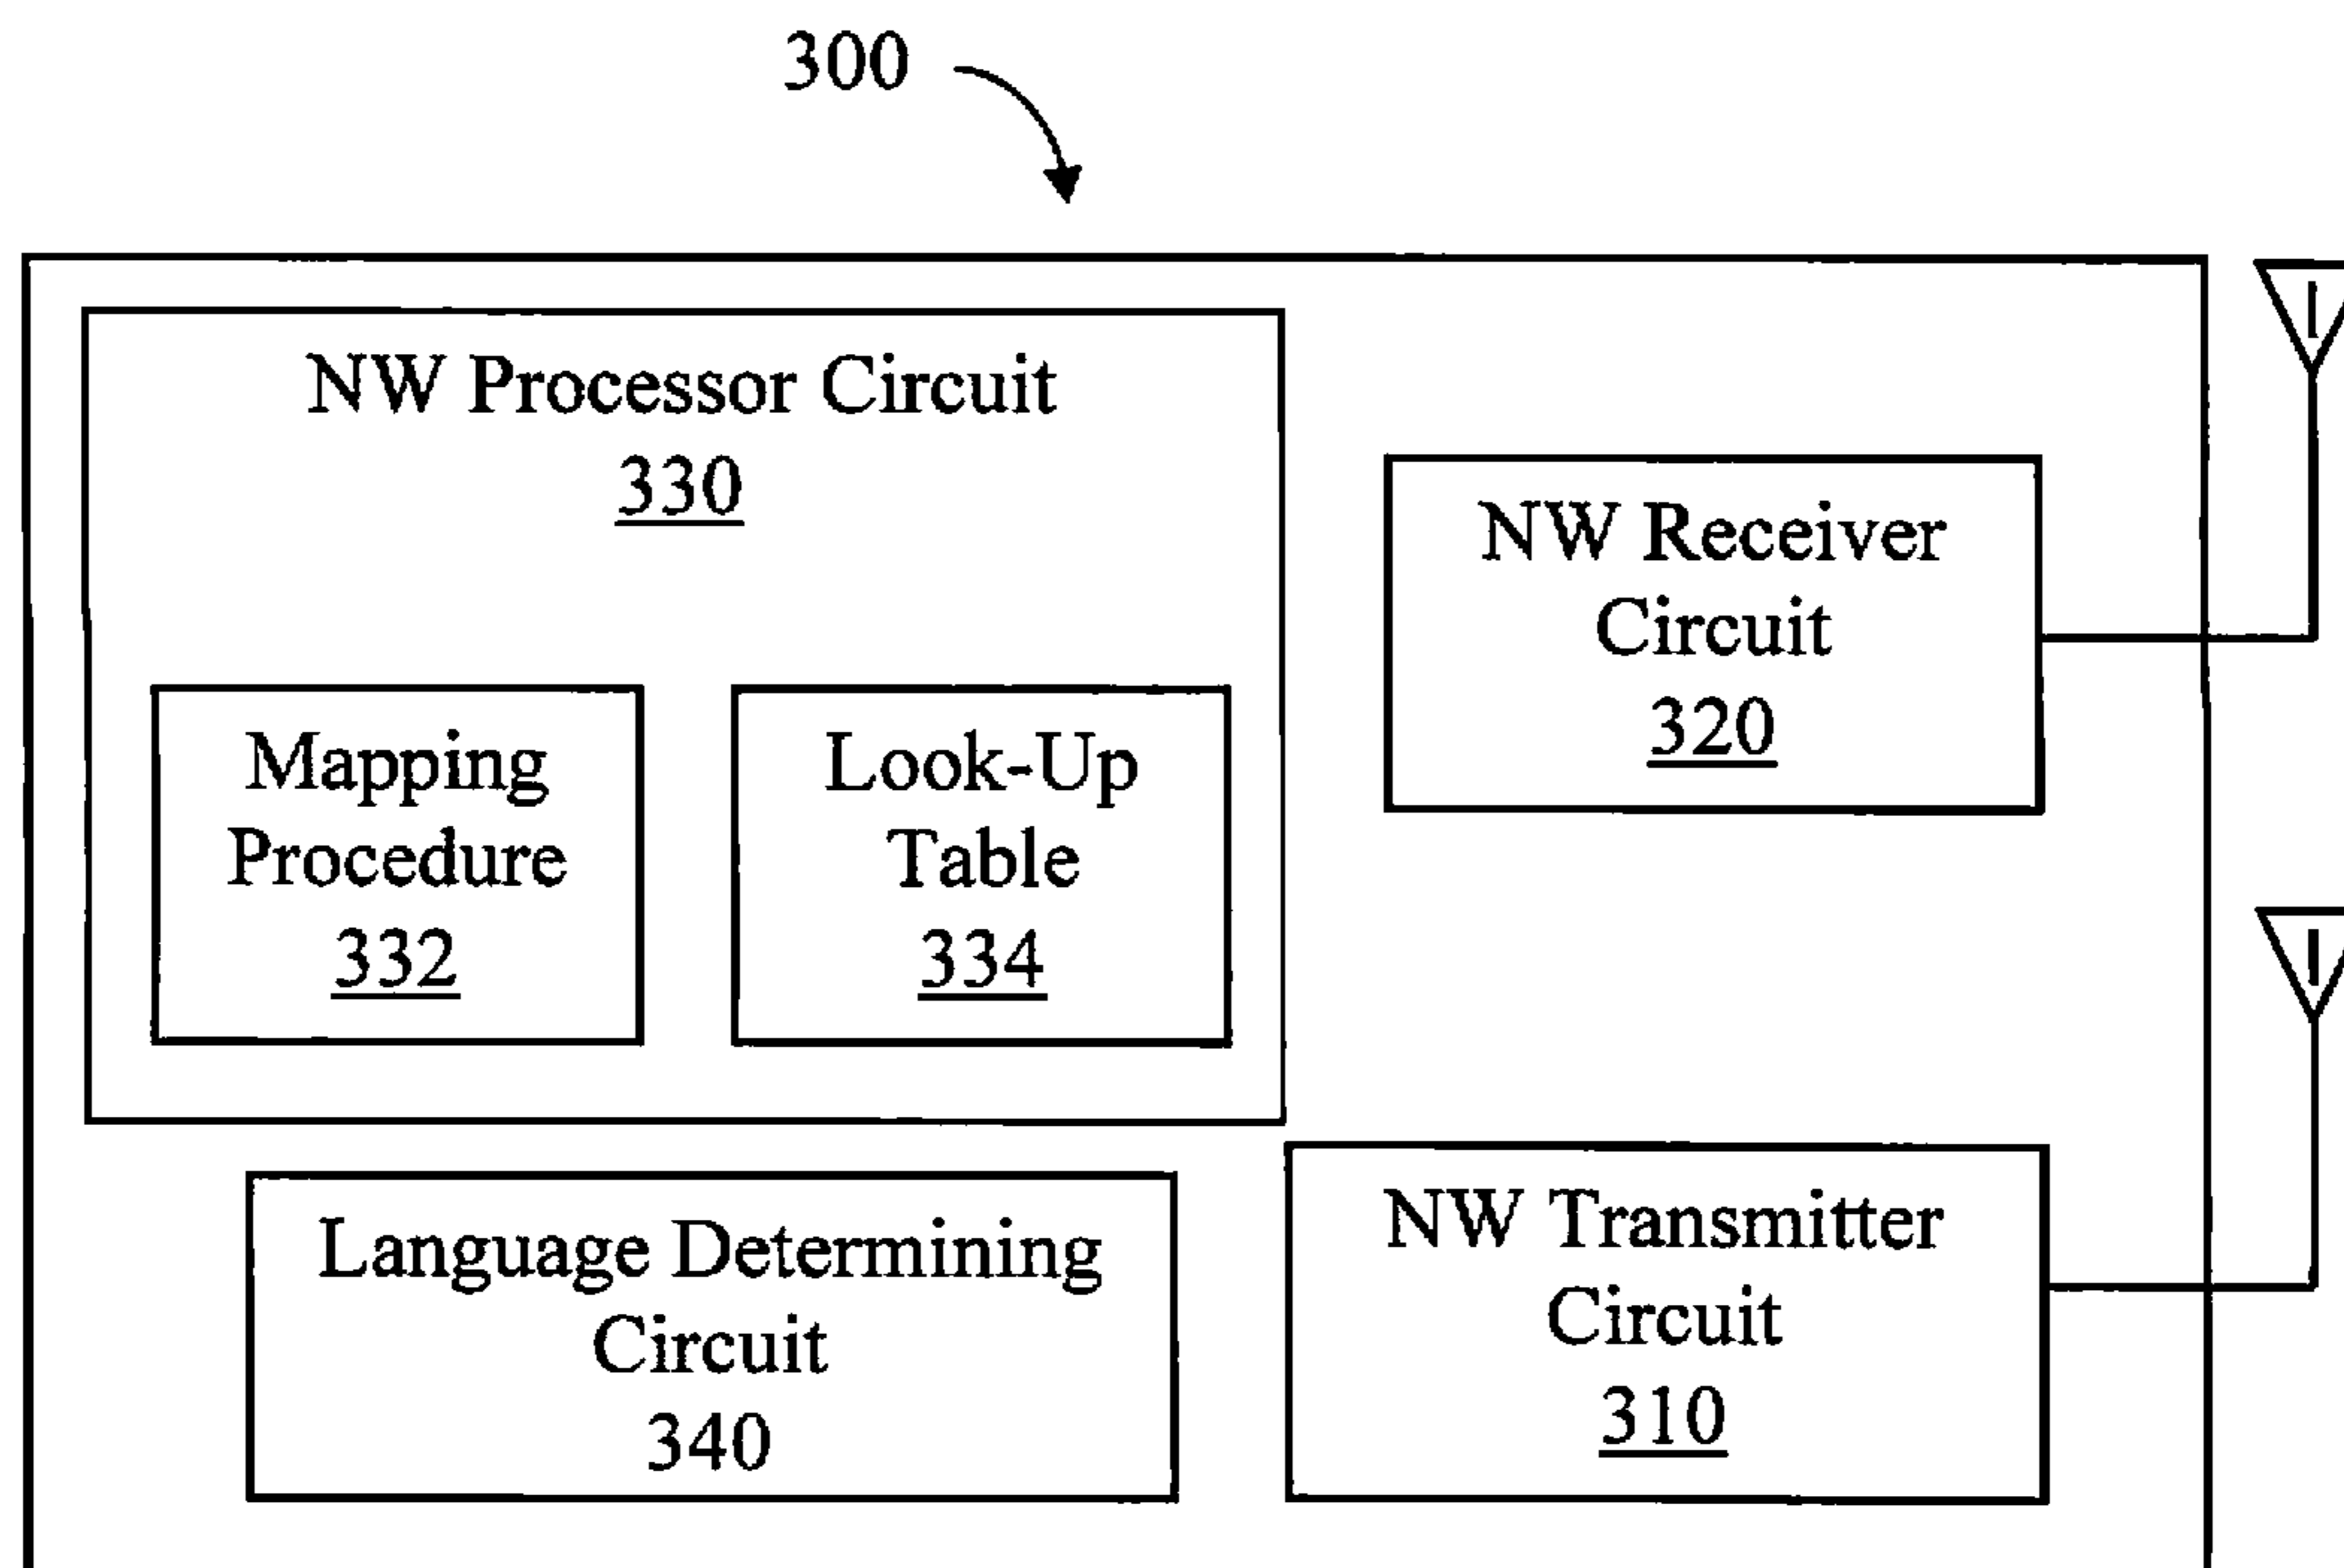 300
NW Processor Circuit
330
Mapping
Procedure
332
Look-Up
Table
334
NW Receiver
Circuit
320
Language Determining
Circuit
340
NW Transmitter
Circuit
310